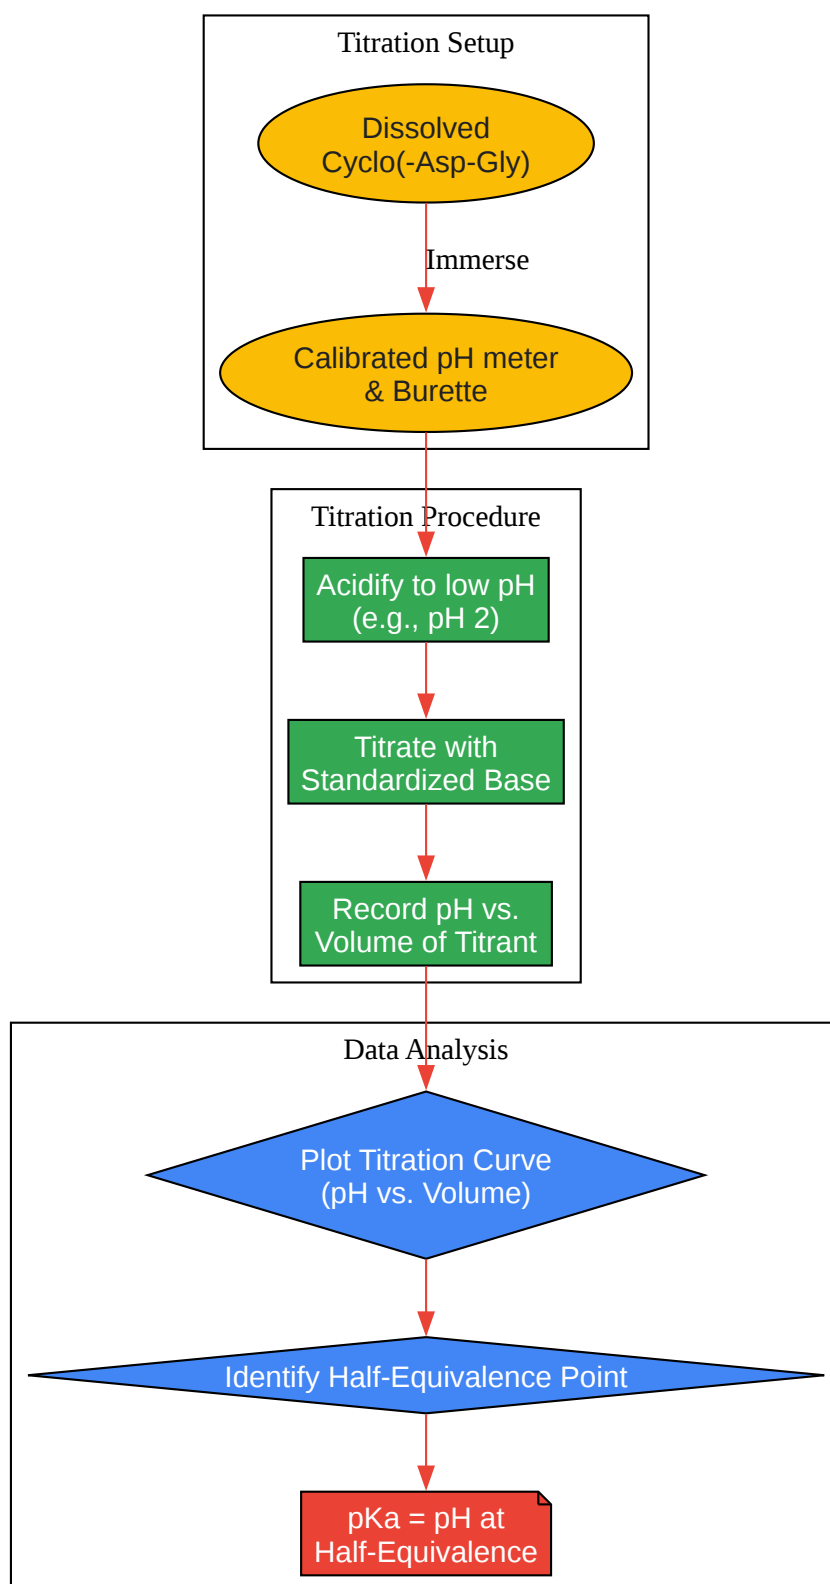 Titration Setup
Dissolved
Cyclo(-Asp-Gly)
Immerse
Calibrated pH meter
& Burette
Titration Procedure
Acidify to low pH
(e.g., pH 2)
Titrate with
Standardized Base
Record pH vs.
Volume of Titrant
Data Analysis
Plot Titration Curve
(pH vs. Volume)
Identify Half-Equivalence Point
pKa = pH at
Half-Equivalence